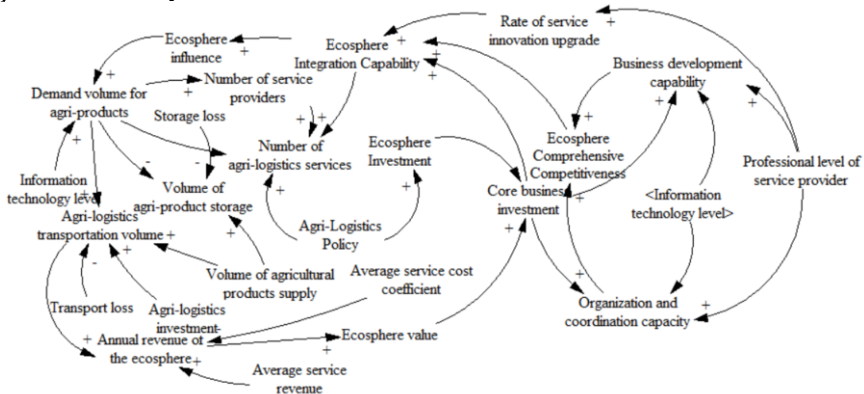 Rate of service
innovation upgrade
Ecosphere
influence
Ecosphere
Integration Capability
Business development
capability
Number of service
providers
Demand volume for
agri-products
Storage loss
Number of
agri-logistics services
Ecosphere
Investment
Ecosphere
Comprehensive
Competitiveness
Professional level of
service provider
Information
technology level
Volume of
agri-product storage
Core business
investment
<Information
technology level>
Agri-logistics
transportation volume
Agri-Logistics
Policy
Volume of agricultural
products supply
Average service cost
coefficient
Transport loss
Agri-logistics
investment
Organization and
coordination capacity
Annual revenue of
the ecosphere
Ecosphere value
Average service
revenue